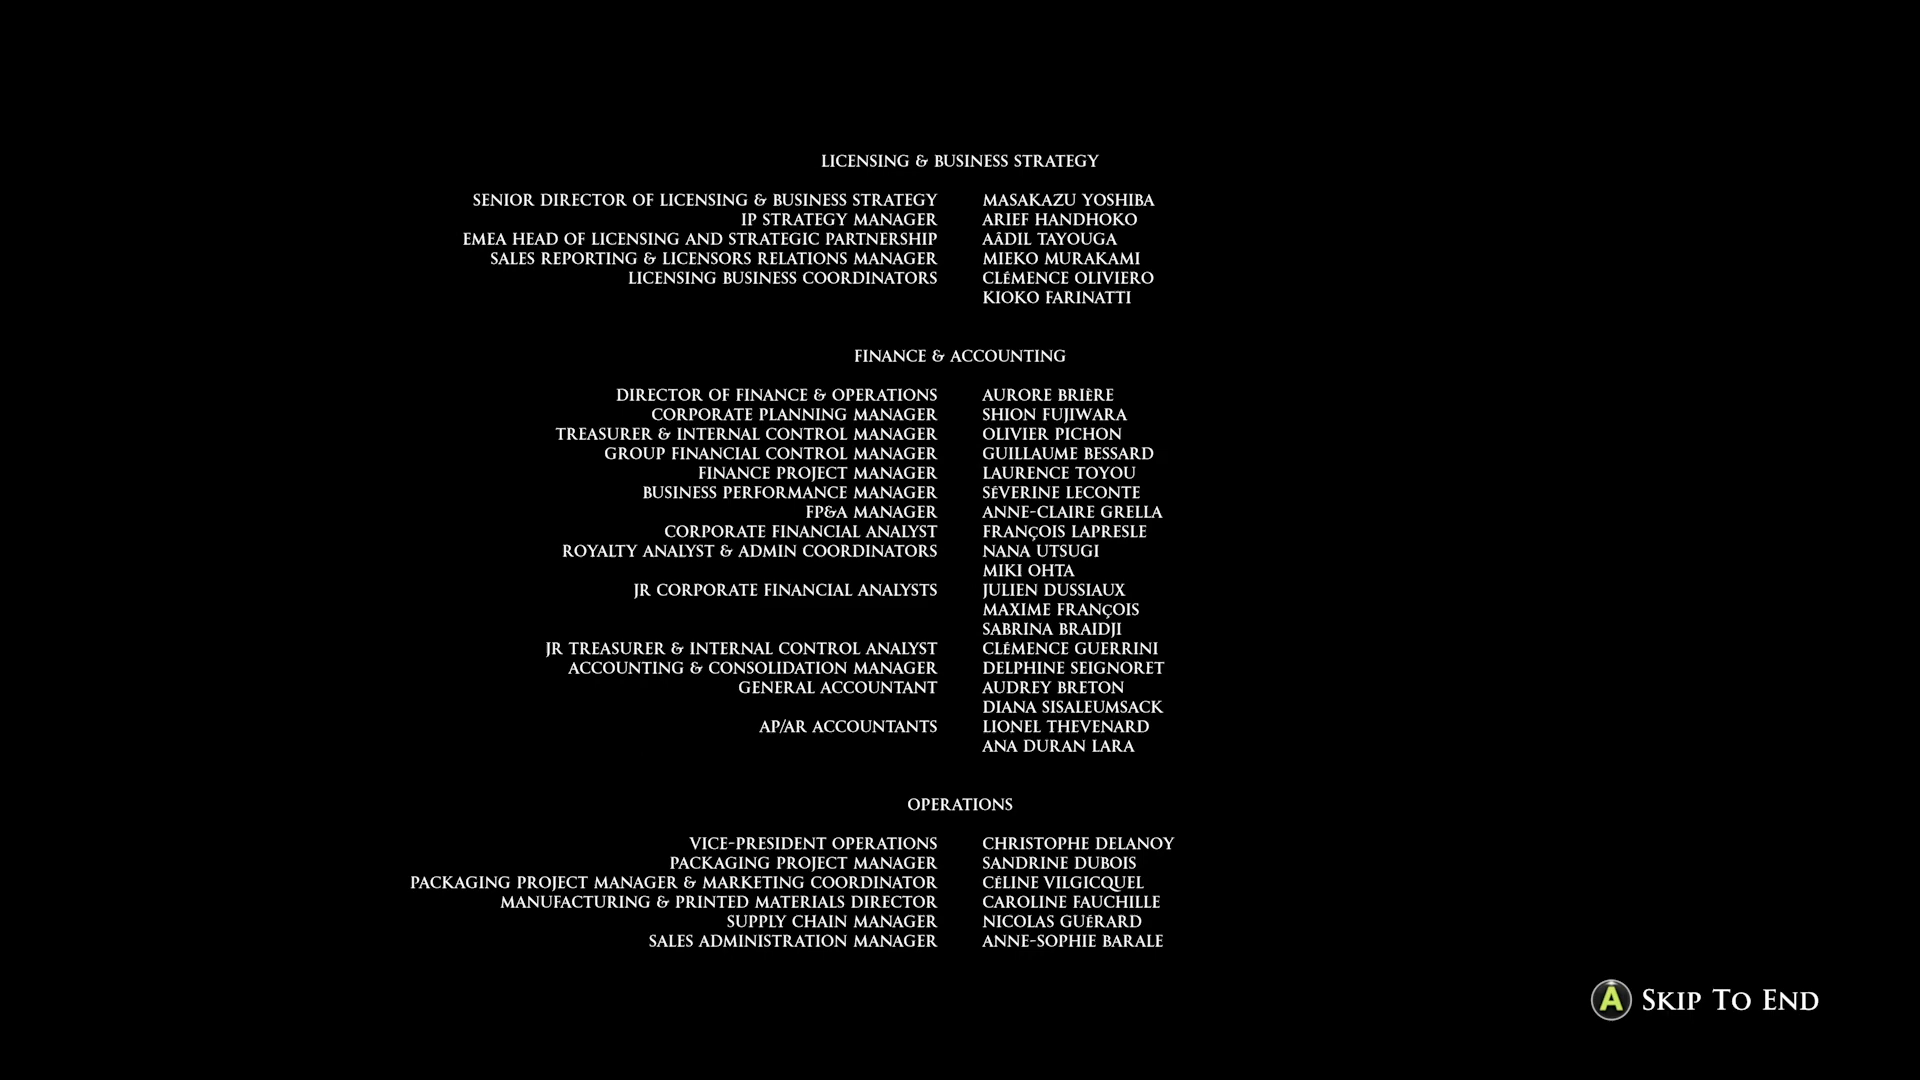 LICENSING & BUSINESS STRATEGY
SENIOR DIRECTOR OF LICENSING & BUSINESS STRATEGY MASAKAZU YOSHIBA
IP STRATEGY MANAGER ARIEF HANDHOKO
EMEA HEAD OF LICENSING AND STRATEGIC PARTNERSHIP AÂDIL TAYOUGA
SALES REPORTING & LICENSORS RELATIONS MANAGER MIEKO MURAKAMI
LICENSING BUSINESS COORDINATORS CLÉMENCE OLIVIERO
KIOKO FARINATTI
FINANCE & ACCOUNTING
DIRECTOR OF FINANCE & OPERATIONS AURORE BRIÈRE
CORPORATE PLANNING MANAGER SHION FUJIWARA
TREASURER & INTERNAL CONTROL MANAGER OLIVIER PICHON
GROUP FINANCIAL CONTROL MANAGER GUILLAUME BESSARD
FINANCE PROJECT MANAGER LAURENCE TOYOU
BUSINESS PERFORMANCE MANAGER SÉVERINE LECONTE
FP&A MANAGER ANNE-CLAIRE GRELLA
CORPORATE FINANCIAL ANALYST FRANÇOIS LAPRESLE
ROYALTY ANALYST & ADMIN COORDINATORS NANA UTSUGI
MIKI OHTA
JR CORPORATE FINANCIAL ANALYSTS JULIEN DUSSIAUX
MAXIME FRANÇOIS
SABRINA BRAIDJI
JR TREASURER & INTERNAL CONTROL ANALYST CLÉMENCE GUERRINI
ACCOUNTING & CONSOLIDATION MANAGER DELPHINE SEIGNORET
GENERAL ACCOUNTANT AUDREY BRETON
DIANA SISALEUMSACK
AP/AR ACCOUNTANTS LIONEL THEVENARD
ANA DURAN LARA
OPERATIONS
VICE-PRESIDENT OPERATIONS CHRISTOPHE DELANOY
PACKAGING PROJECT MANAGER SANDRINE DUBOIS
PACKAGING PROJECT MANAGER & MARKETING COORDINATOR CÉLINE VILGICQUEL
MANUFACTURING & PRINTED MATERIALS DIRECTOR CAROLINE FAUCHILLE
SUPPLY CHAIN MANAGER NICOLAS GUÉRARD
SALES ADMINISTRATION MANAGER ANNE-SOPHIE BARALE
A SKIP TO END